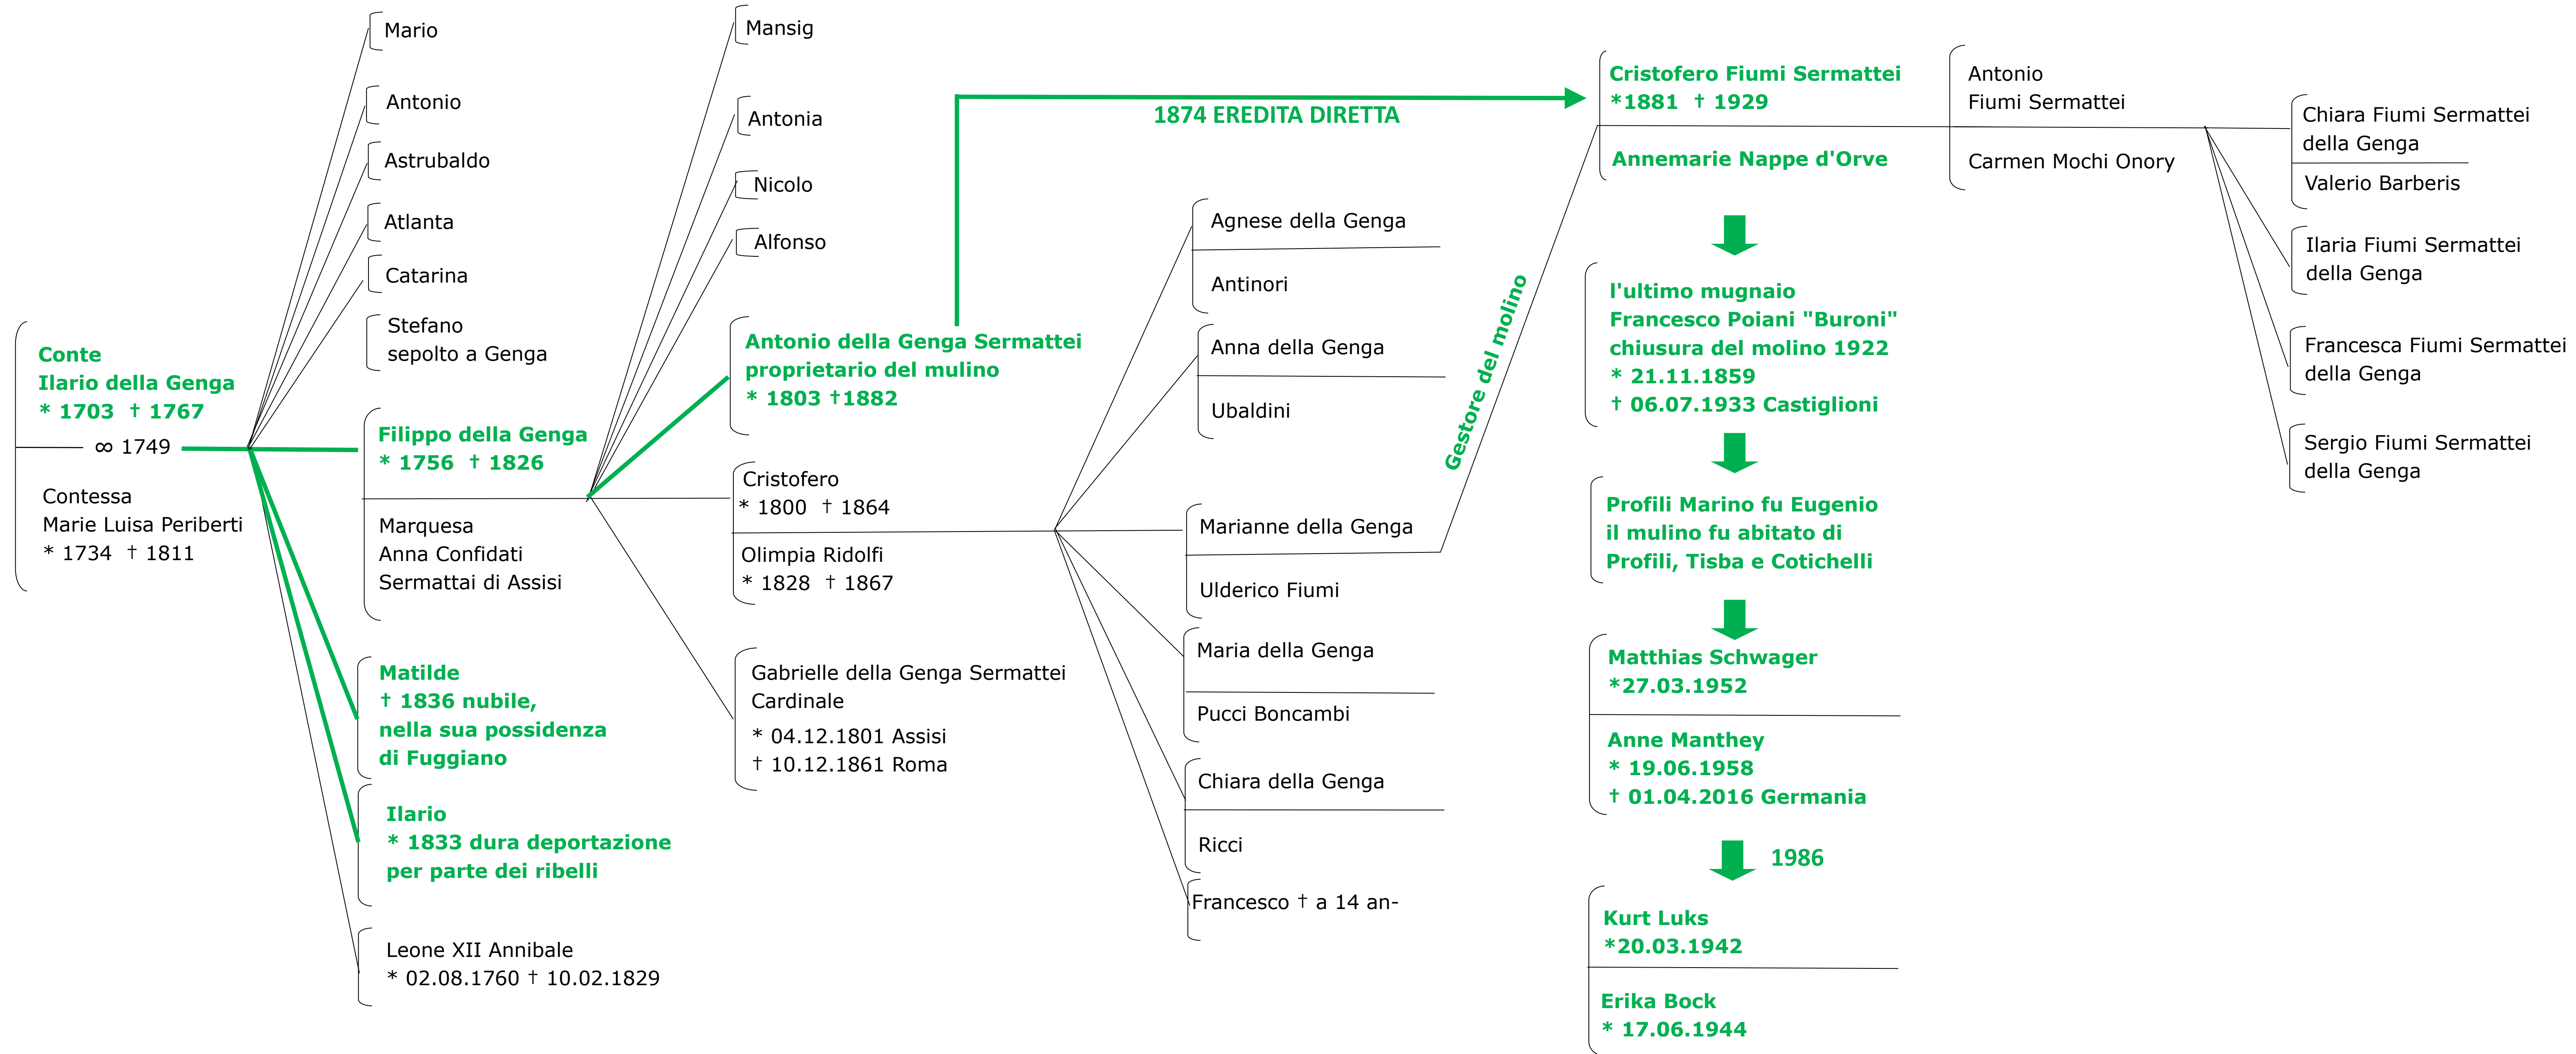 Conte
Ilario della Genga
* 1703 † 1767
∞ 1749
Contessa
Marie Luisa Periberti
* 1734 † 1811
Mario
Antonio
Astrubaldo
Atlanta
Catarina
Stefano
sepolto a Genga
Filippo della Genga
* 1756 † 1826
Marquesa
Anna Confidati
Sermattai di Assisi
Matilde
† 1836 nubile,
nella sua possidenza
di Fuggiano
Ilario
* 1833 dura deportazione
per parte dei ribelli
Leone XII Annibale
* 02.08.1760 † 10.02.1829
Mansig
Antonia
Nicolo
Alfonso
Antonio della Genga Sermattei
proprietario del mulino
* 1803 †1882
Cristofero
* 1800 † 1864
Olimpia Ridolfi
* 1828 † 1867
Gabrielle della Genga Sermattei
Cardinale
* 04.12.1801 Assisi
† 10.12.1861 Roma
1874 EREDITA DIRETTA
Agnese della Genga
Antinori
Anna della Genga
Ubaldini
Marianne della Genga
Ulderico Fiumi
Maria della Genga
Pucci Boncambi
Chiara della Genga
Ricci
Francesco † a 14 an-
Gestore del molino
Cristofero Fiumi Sermattei
*1881 † 1929
Annemarie Nappe d'Orve
l'ultimo mugnaio
Francesco Poiani "Buroni"
chiusura del molino 1922
* 21.11.1859
† 06.07.1933 Castiglioni
Profili Marino fu Eugenio
il mulino fu abitato di
Profili, Tisba e Cotichelli
Matthias Schwager
*27.03.1952
Anne Manthey
* 19.06.1958
† 01.04.2016 Germania
1986
Kurt Luks
*20.03.1942
Erika Bock
* 17.06.1944
Antonio
Fiumi Sermattei
Carmen Mochi Onory
Chiara Fiumi Sermattei
della Genga
Valerio Barberis
Ilaria Fiumi Sermattei
della Genga
Francesca Fiumi Sermattei
della Genga
Sergio Fiumi Sermattei
della Genga